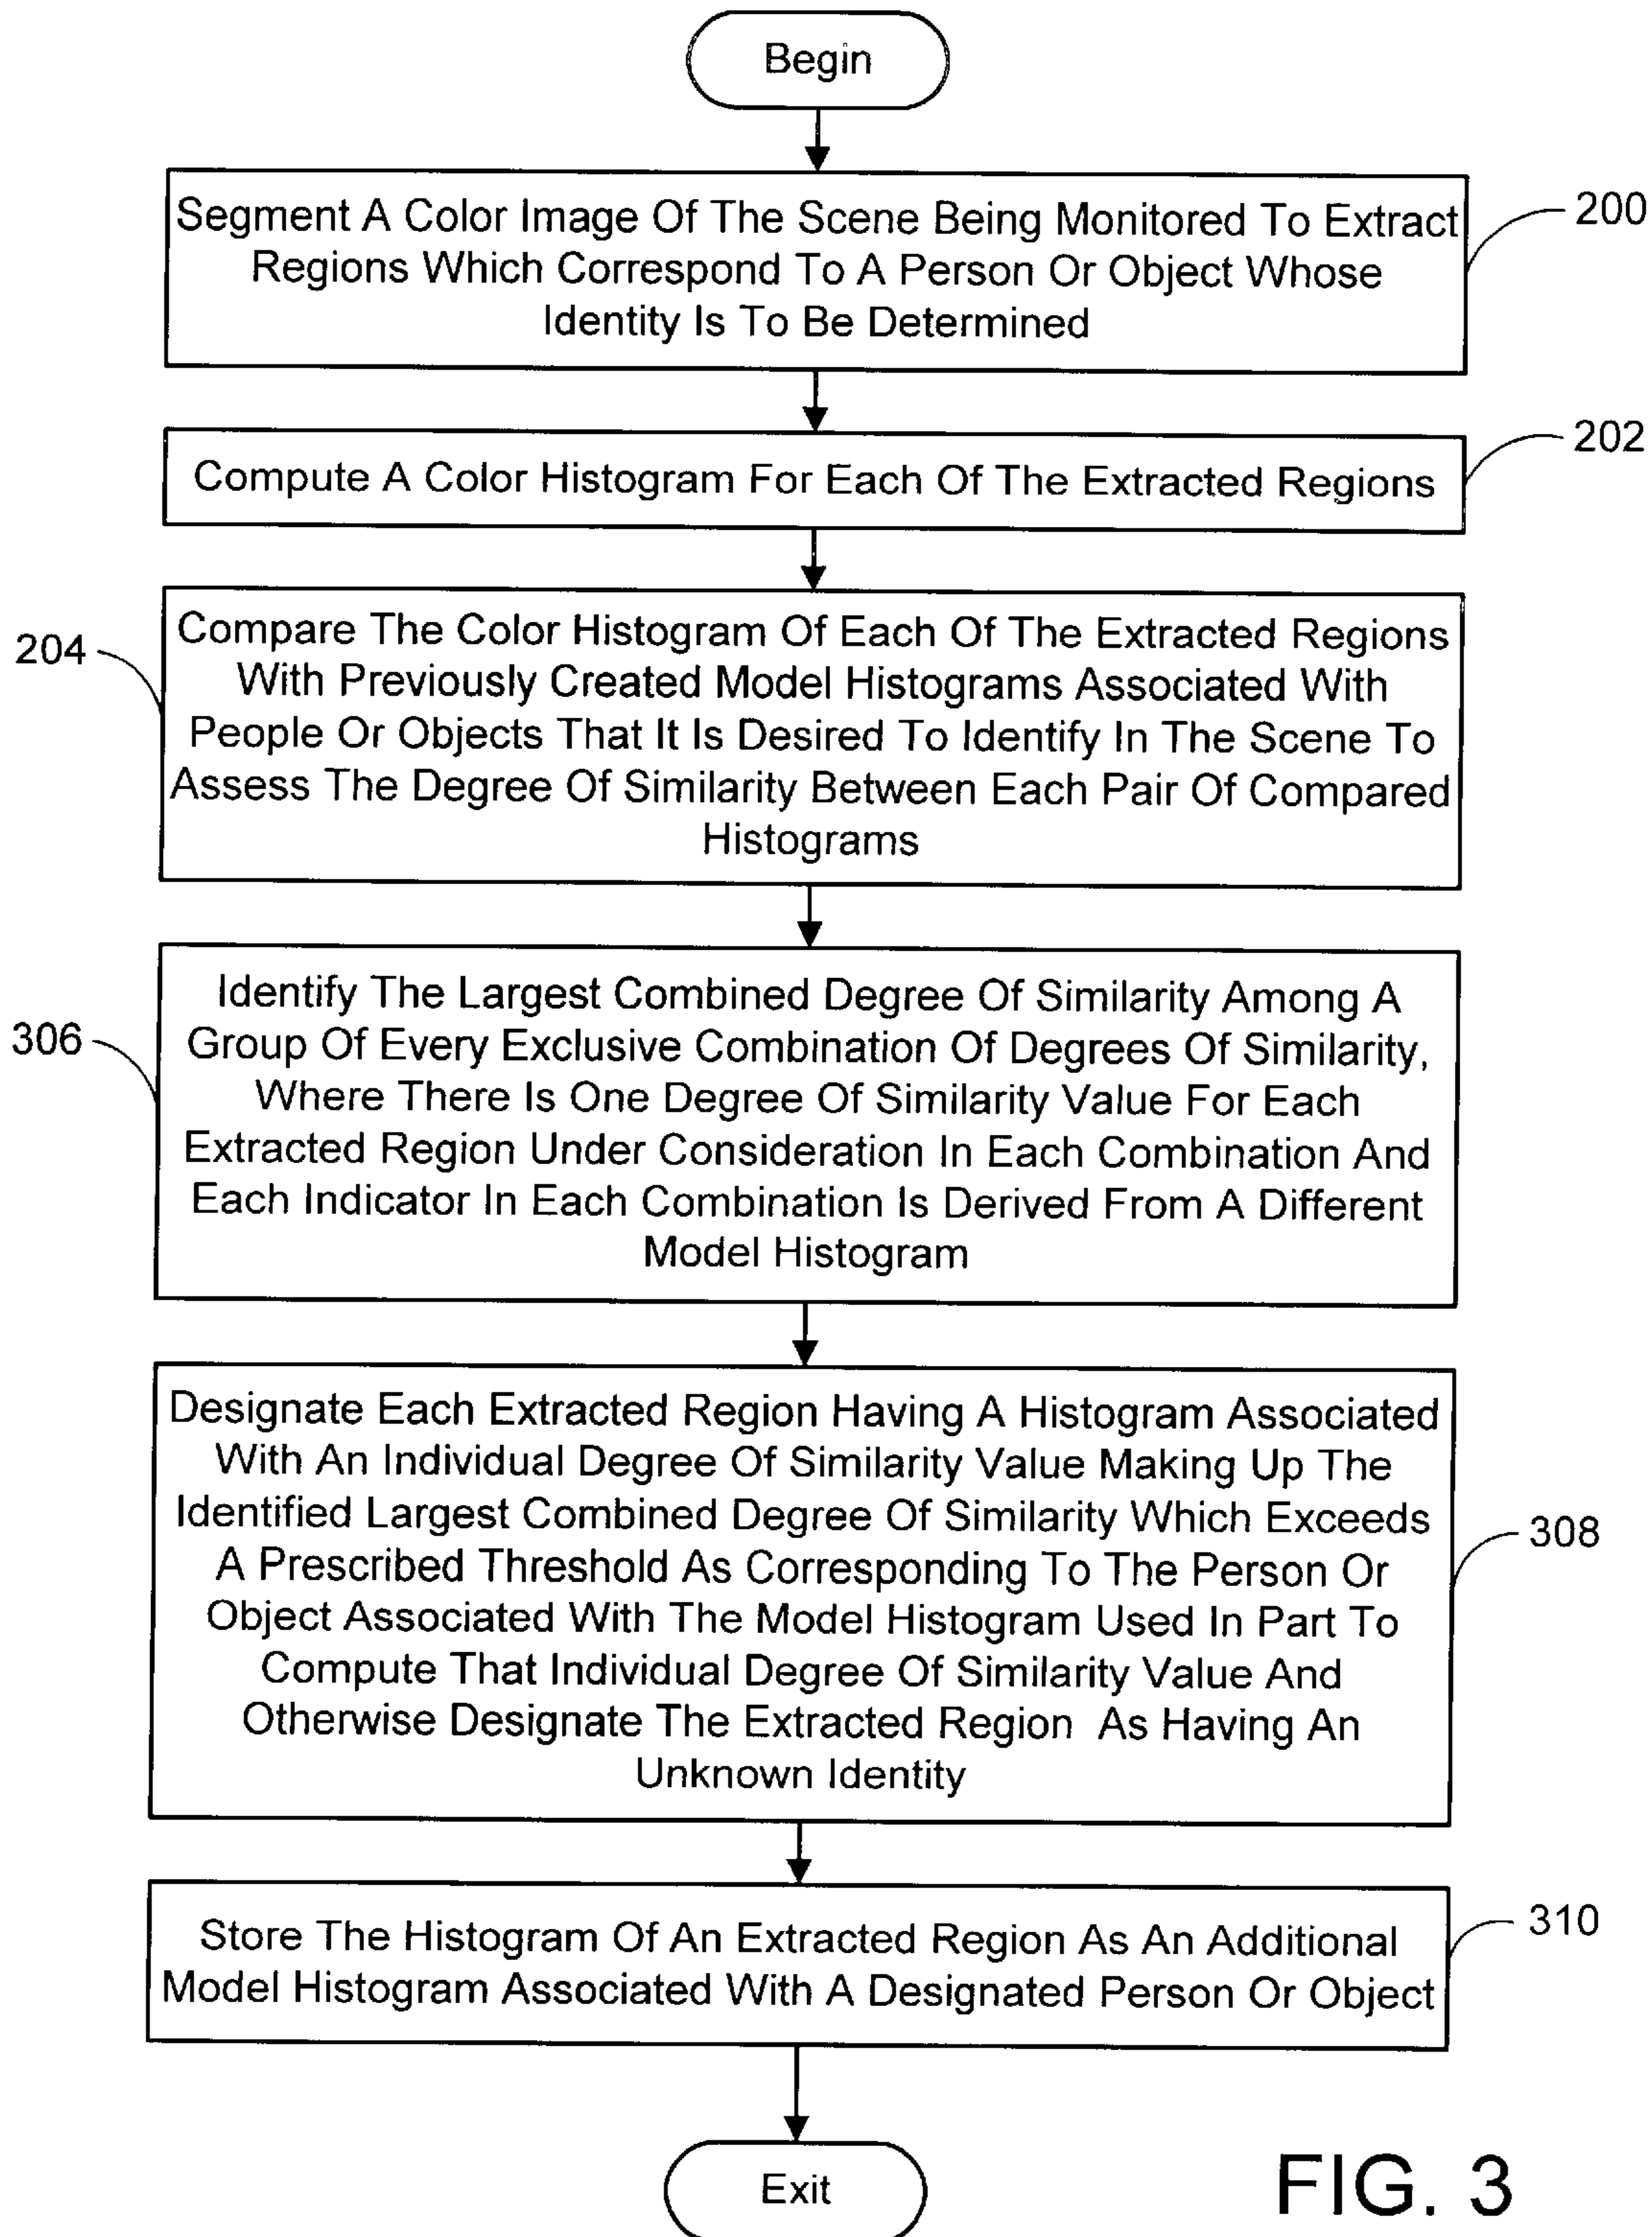 Begin
Segment A Color Image Of The Scene Being Monitored To Extract
Regions Which Correspond To A Person Or Object Whose
Identity Is To Be Determined
200
Compute A Color Histogram For Each Of The Extracted Regions
202
204
Compare The Color Histogram Of Each Of The Extracted Regions
With Previously Created Model Histograms Associated With
People Or Objects That It Is Desired To Identify In The Scene To
Assess The Degree Of Similarity Between Each Pair Of Compared
Histograms
306
Identify The Largest Combined Degree Of Similarity Among A
Group Of Every Exclusive Combination Of Degrees Of Similarity,
Where There Is One Degree Of Similarity Value For Each
Extracted Region Under Consideration In Each Combination And
Each Indicator In Each Combination Is Derived From A Different
Model Histogram
Designate Each Extracted Region Having A Histogram Associated
With An Individual Degree Of Similarity Value Making Up The
Identified Largest Combined Degree Of Similarity Which Exceeds
A Prescribed Threshold As Corresponding To The Person Or
Object Associated With The Model Histogram Used In Part To
Compute That Individual Degree Of Similarity Value And
Otherwise Designate The Extracted Region As Having An
Unknown Identity
308
Store The Histogram Of An Extracted Region As An Additional
Model Histogram Associated With A Designated Person Or Object
310
Exit
FIG. 3